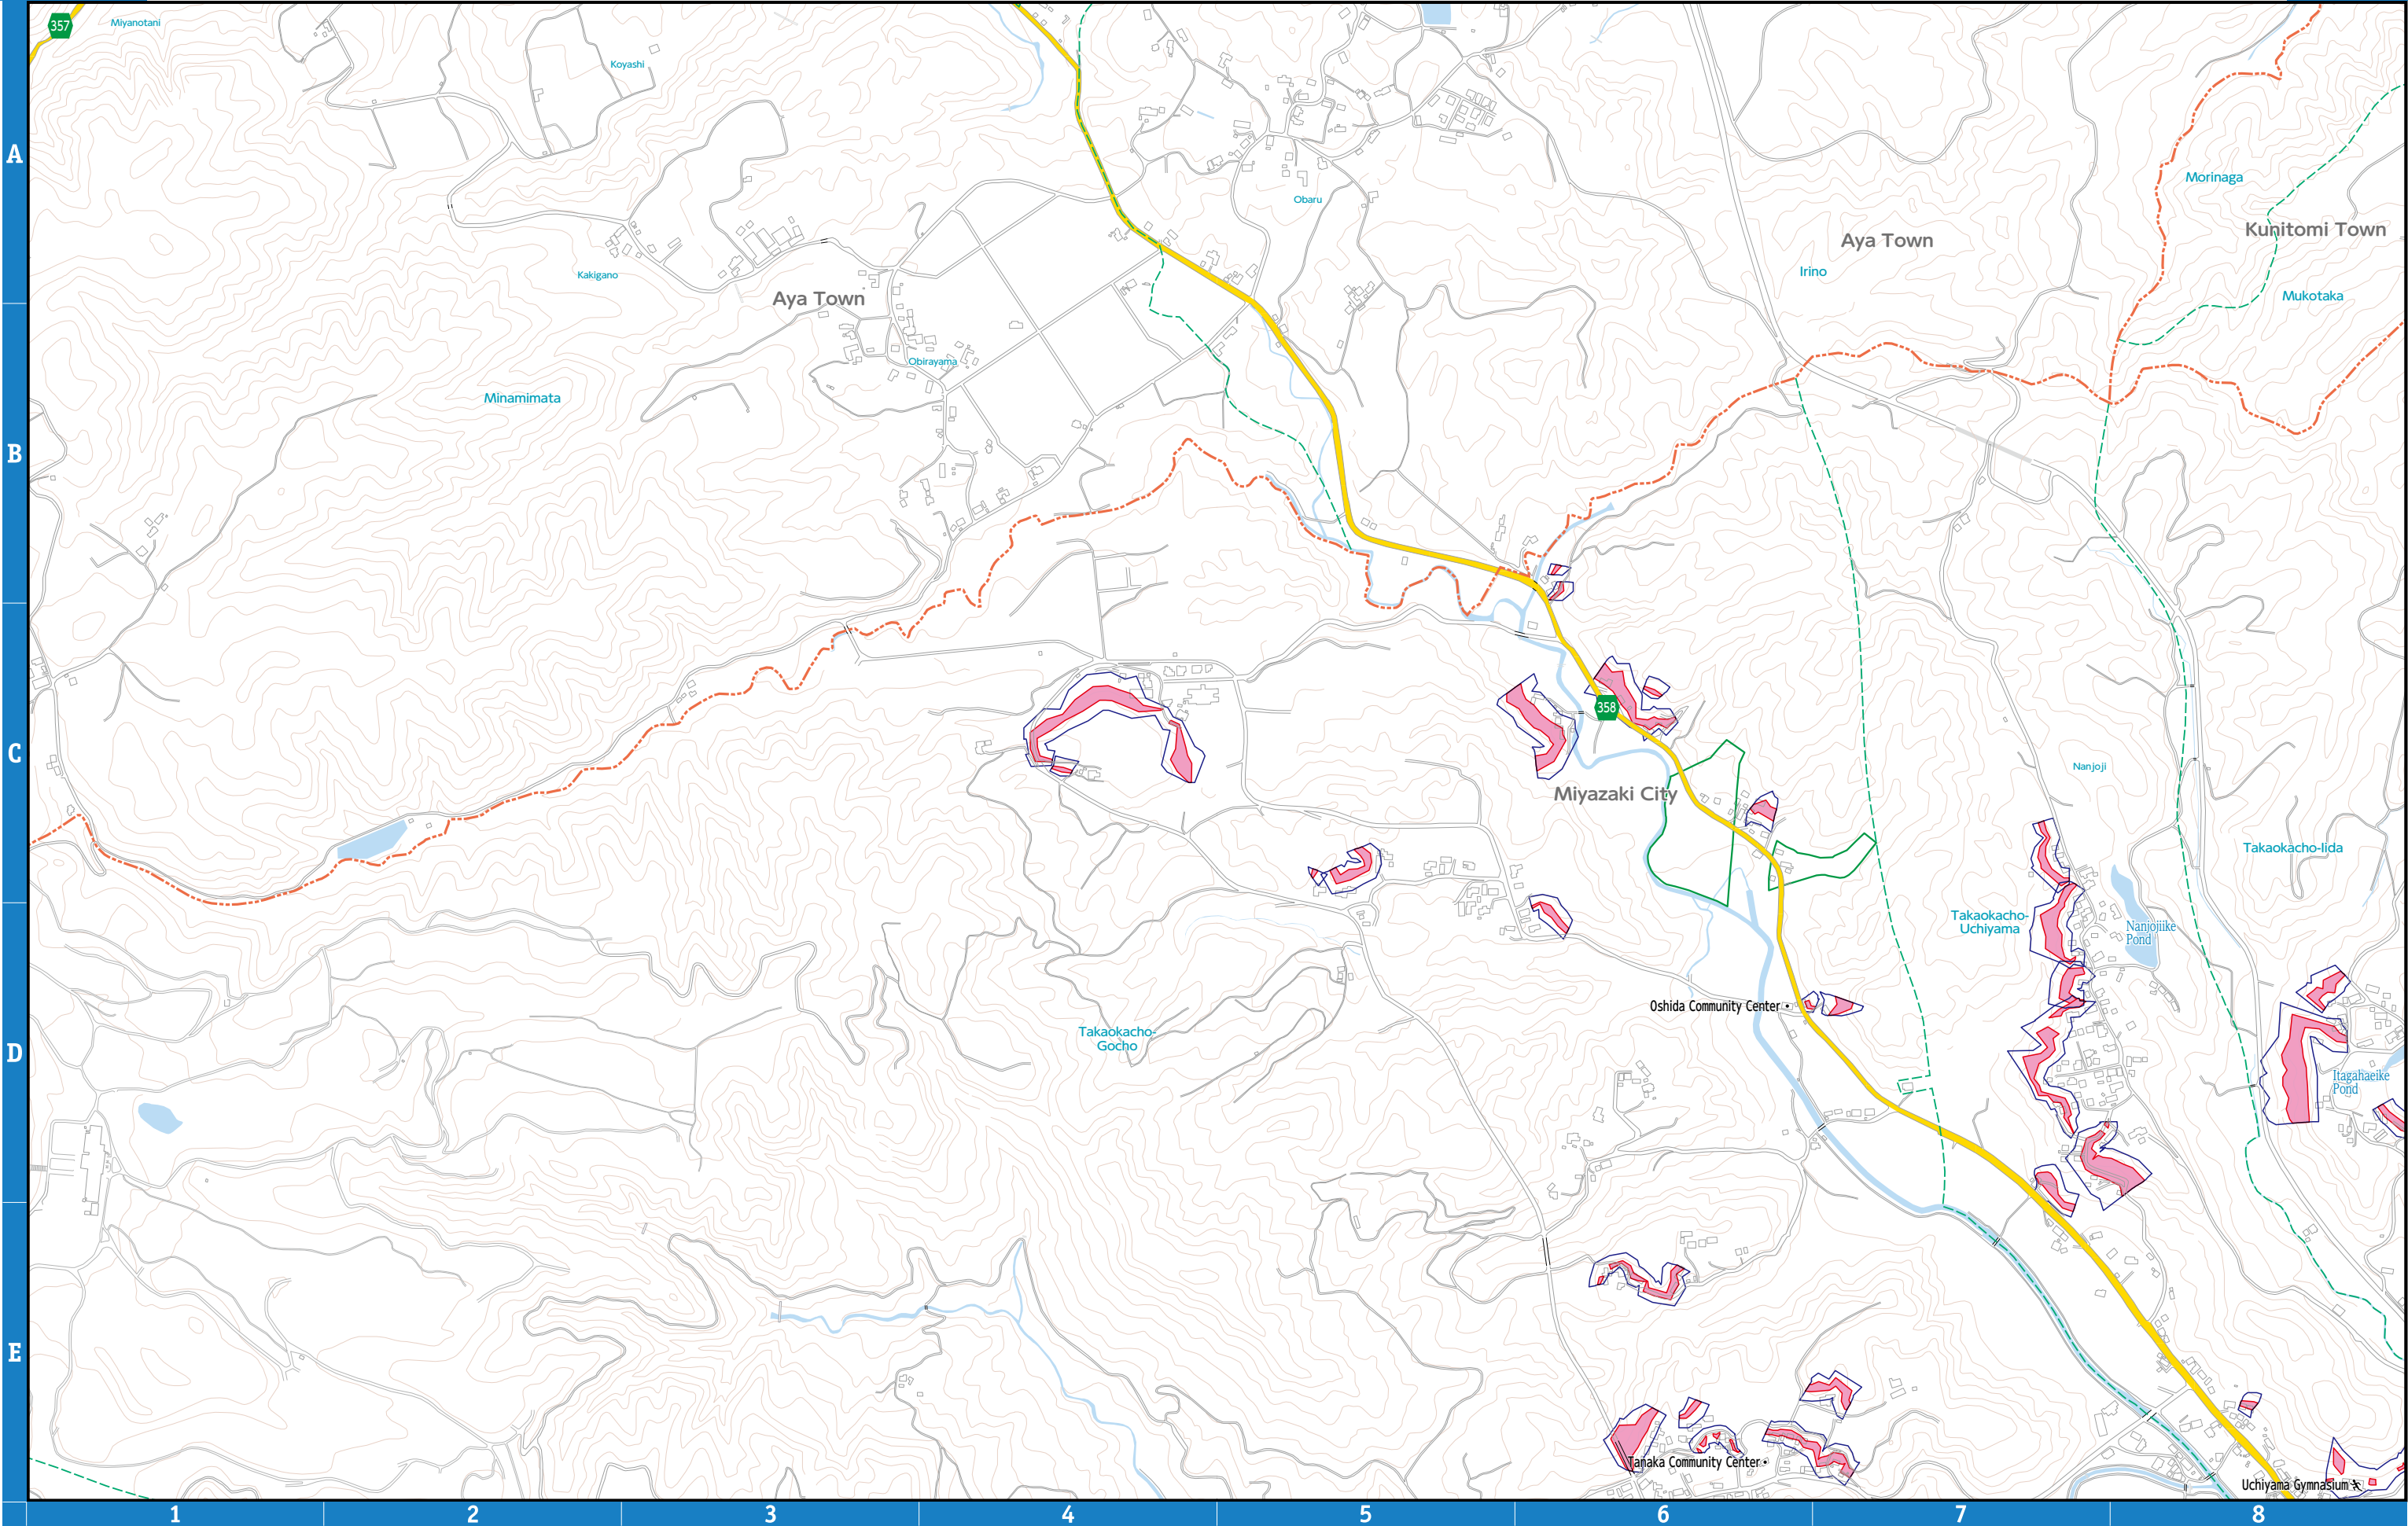 357
Miyanotani
Koyashi
A
Obaru
Morinaga
Kunitomi Town
Aya Town
Irino
Kakigano
Aya Town
Mukotaka
Obirayama
Minamimata
B
358
C
Nanjoji
Miyazaki City
Takaokacho-Iida
Takaokacho-
Uchiyama
Nanjojiike
Pond
Oshida Community Center
Takaokacho-
Gocho
D
Itagahaeike
Pond
E
Tanaka Community Center
Uchiyama Gymnasium
1 2 3 4 5 6 7 8